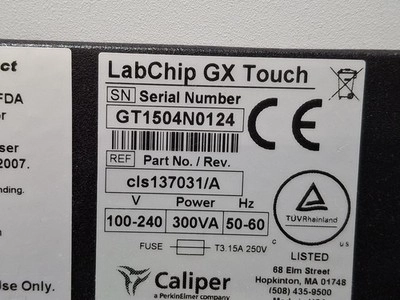 ct
FDA
or
ser
2007.
nding.
Use Only.
LabChip GX Touch
SN Serial Number
GT1504N0124
CE
REF Part No. / Rev.
cls137031/A
V Power Hz
100-240 300VA 50-60
FUSE T3.15A 250V
TÜVRheinland
C US
LISTED
Caliper
a PerkinElmer company
68 Elm Street
Hopkinton, MA 01748
(508) 435-9500